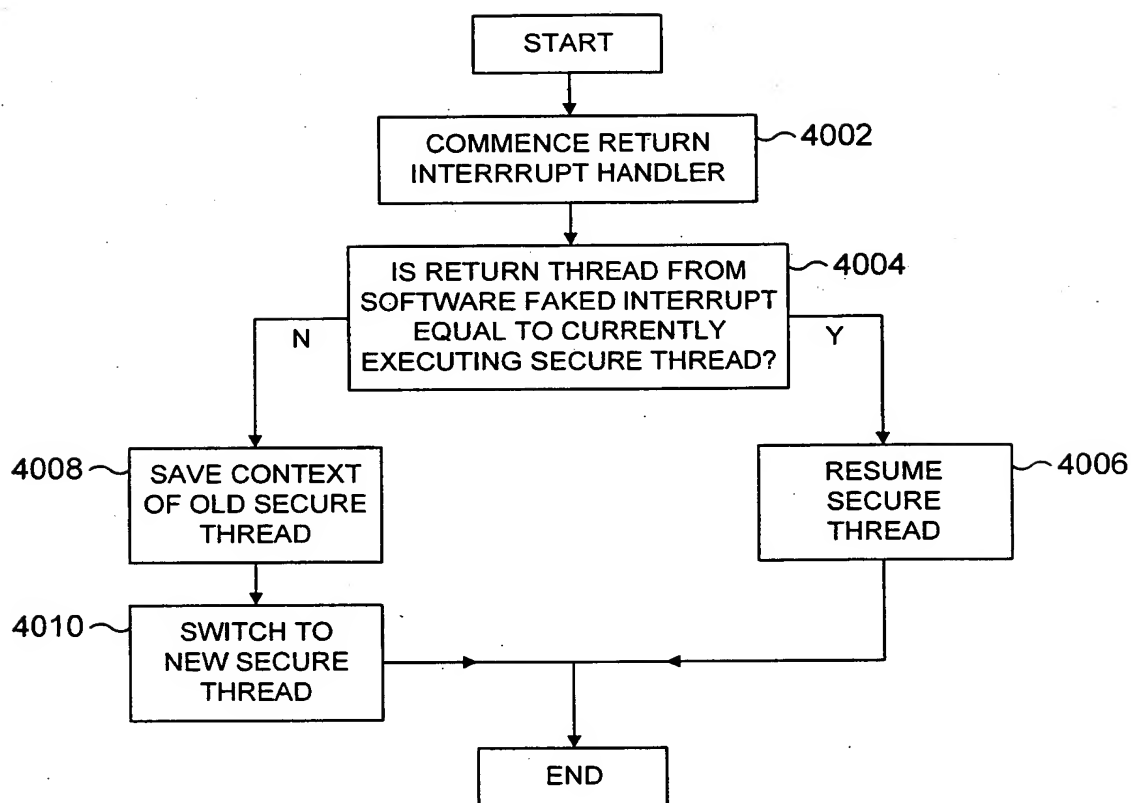 START
COMMENCE RETURN
INTERRRUPT HANDLER
4002
IS RETURN THREAD FROM
SOFTWARE FAKED INTERRUPT
EQUAL TO CURRENTLY
EXECUTING SECURE THREAD?
4004
N
Y
4008
SAVE CONTEXT
OF OLD SECURE
THREAD
RESUME
SECURE
THREAD
4006
4010
SWITCH TO
NEW SECURE
THREAD
END